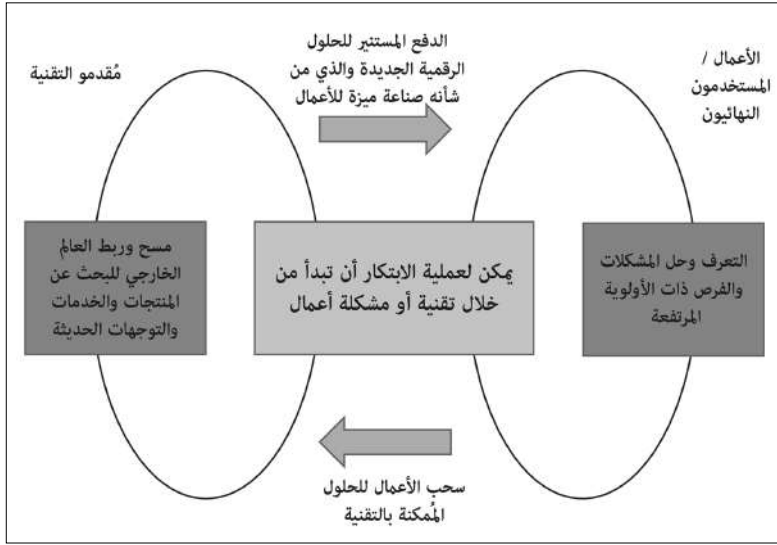 الأعمال /
المستخدمون
النهائيون
الدفع المستنير للحلول
الرقمية الجديدة والذي من
شأنه صناعة ميزة للأعمال
مُقدمو التقنية
التعرف وحل المشكلات
والفرص ذات الأولوية
المرتفعة
يمكن لعملية الابتكار أن تبدأ من
خلال تقنية أو مشكلة أعمال
مسح وربط العالم
الخارجي للبحث عن
المنتجات والخدمات
والتوجهات الحديثة
سحب الأعمال للحلول
المُمكنة بالتقنية